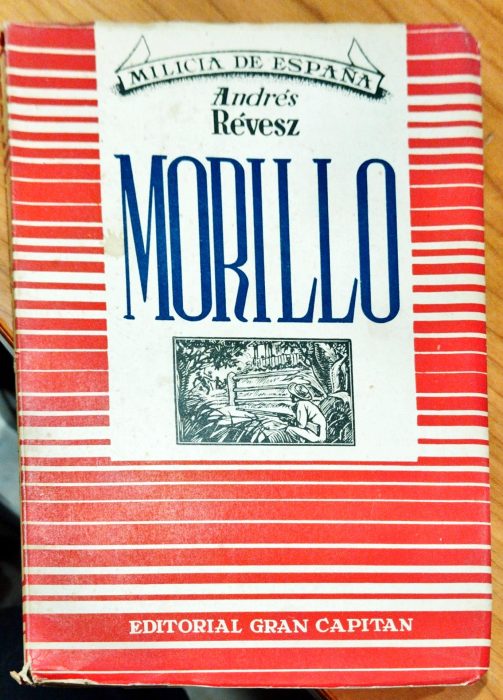 MILICIA DE ESPAÑA
Andrés
Révesz
MORILLO
EDITORIAL GRAN CAPITAN